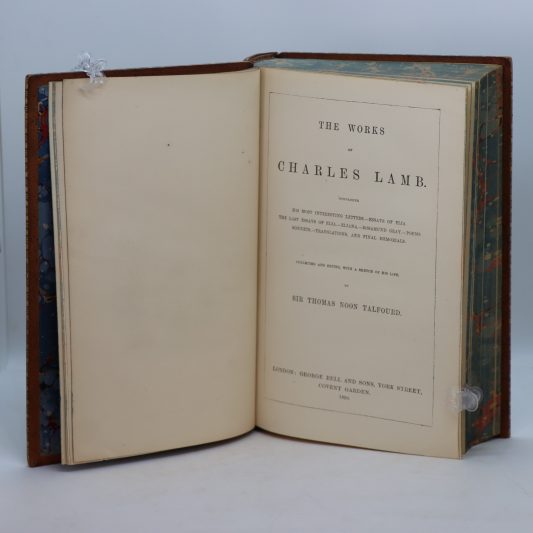 THE WORKS
OF
CHARLES LAMB.
CONTAINING
HIS MOST INTERESTING LETTERS.—ESSAYS OF ELIA.
THE LAST ESSAYS OF ELIA.—ELIANA.—ROSAMUND GRAY.—POEMS
SONNETS.—TRANSLATIONS, AND FINAL MEMORIALS.
COLLECTED AND EDITED, WITH A SKETCH OF HIS LIFE,
BY
SIR THOMAS NOON TALFOURD.
LONDON: GEORGE BELL AND SONS, YORK STREET,
COVENT GARDEN.